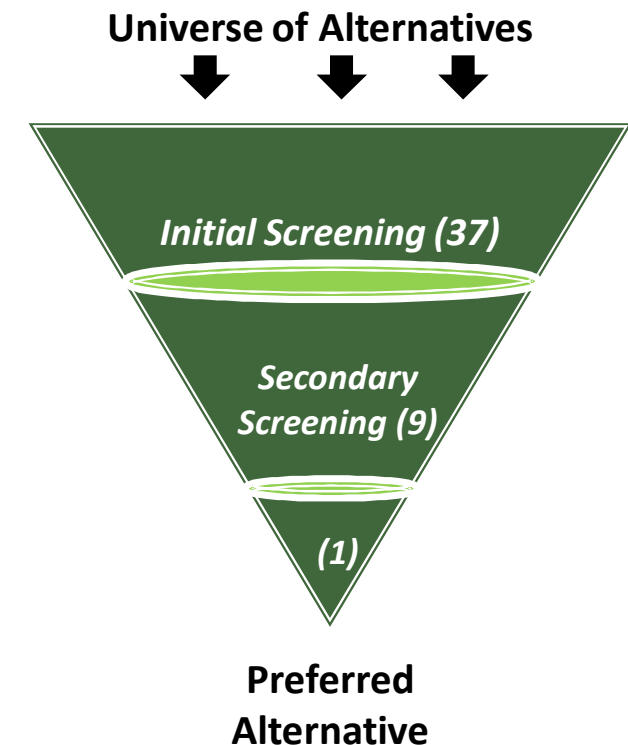 Universe of Alternatives
Initial Screening (37)
Secondary
Screening (9)
(1)
Preferred
Alternative